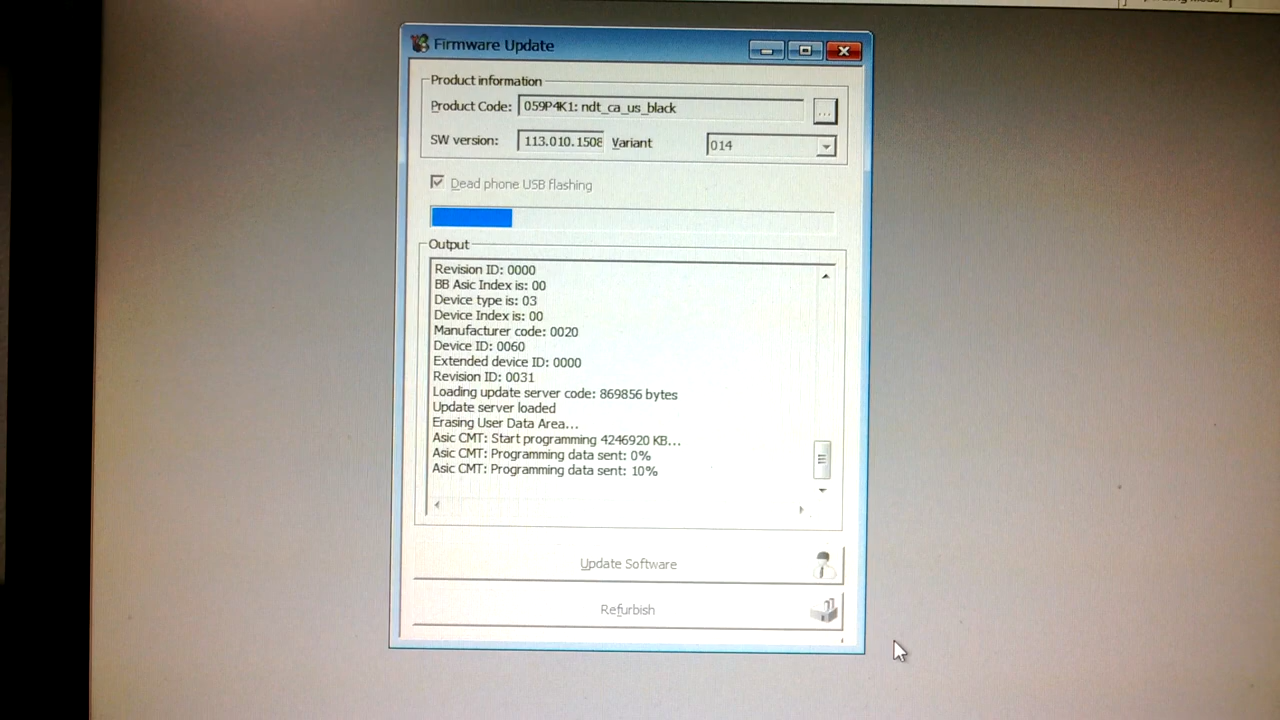 Firmware Update
Product information
Product Code: 059P4K1: ndt_ca_us_black ...
SW version: 113.010.1508 Variant 014
Dead phone USB flashing
Output
Revision ID: 0000
BB Asic Index is: 00
Device type is: 03
Device Index is: 00
Manufacturer code: 0020
Device ID: 0060
Extended device ID: 0000
Revision ID: 0031
Loading update server code: 869856 bytes
Update server loaded
Erasing User Data Area...
Asic CMT: Start programming 4246920 KB...
Asic CMT: Programming data sent: 0%
Asic CMT: Programming data sent: 10%
Update Software
Refurbish